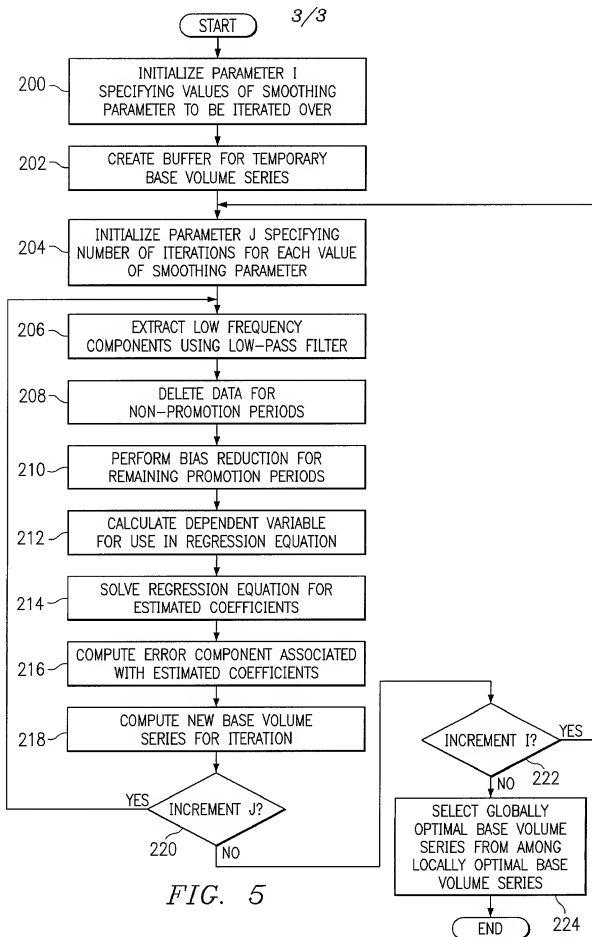 3/3
START
200
INITIALIZE PARAMETER I
SPECIFYING VALUES OF SMOOTHING
PARAMETER TO BE ITERATED OVER
202
CREATE BUFFER FOR TEMPORARY
BASE VOLUME SERIES
204
INITIALIZE PARAMETER J SPECIFYING
NUMBER OF ITERATIONS FOR EACH VALUE
OF SMOOTHING PARAMETER
206
EXTRACT LOW FREQUENCY
COMPONENTS USING LOW-PASS FILTER
208
DELETE DATA FOR
NON-PROMOTION PERIODS
210
PERFORM BIAS REDUCTION FOR
REMAINING PROMOTION PERIODS
212
CALCULATE DEPENDENT VARIABLE
FOR USE IN REGRESSION EQUATION
214
SOLVE REGRESSION EQUATION FOR
ESTIMATED COEFFICIENTS
216
COMPUTE ERROR COMPONENT ASSOCIATED
WITH ESTIMATED COEFFICIENTS
218
COMPUTE NEW BASE VOLUME
SERIES FOR ITERATION
YES
INCREMENT J?
220
NO
INCREMENT I?
YES
222
NO
SELECT GLOBALLY
OPTIMAL BASE VOLUME
SERIES FROM AMONG
LOCALLY OPTIMAL BASE
VOLUME SERIES
224
END
FIG. 5